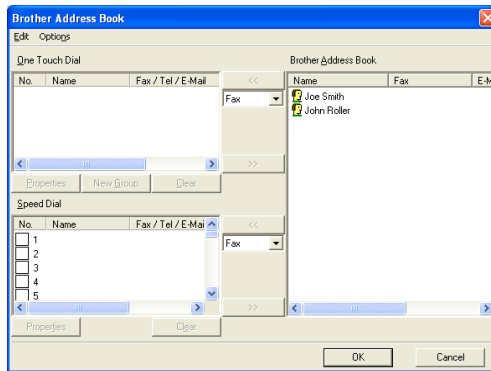 Brother Address Book
Edit Options
One Touch Dial
No. Name Fax / Tel / E-Mail
<<
Fax
>>
Properties New Group Clear
Speed Dial
No. Name Fax / Tel / E-Mai
1
2
3
4
5
<<
Fax
>>
Properties Clear
Brother Address Book
Name Fax E-M
Joe Smith
John Roller
OK Cancel